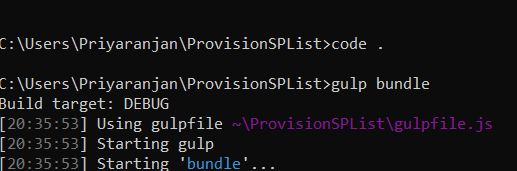 C:\Users\Priyaranjan\ProvisionSPList>code .
C:\Users\Priyaranjan\ProvisionSPList>gulp bundle
Build target: DEBUG
[20:35:53] Using gulpfile ~\ProvisionSPList\gulpfile.js
[20:35:53] Starting gulp
[20:35:53] Starting 'bundle'...